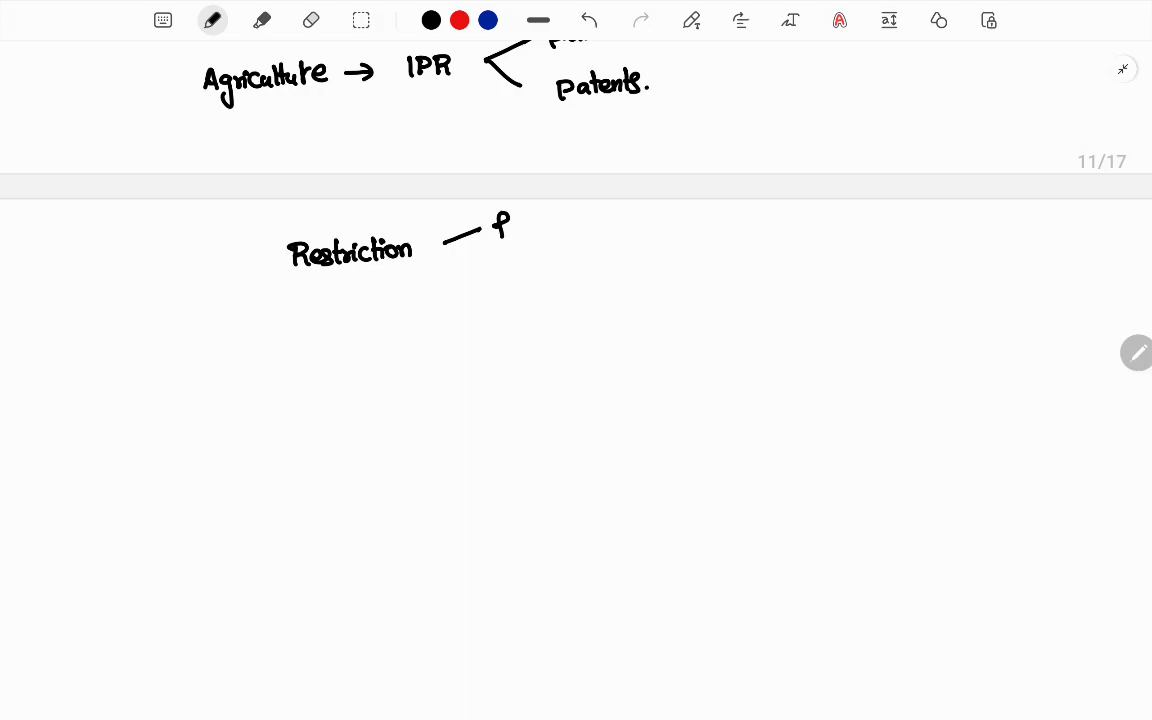 Agriculture → IPR
Patents.
11/17
Restriction — P